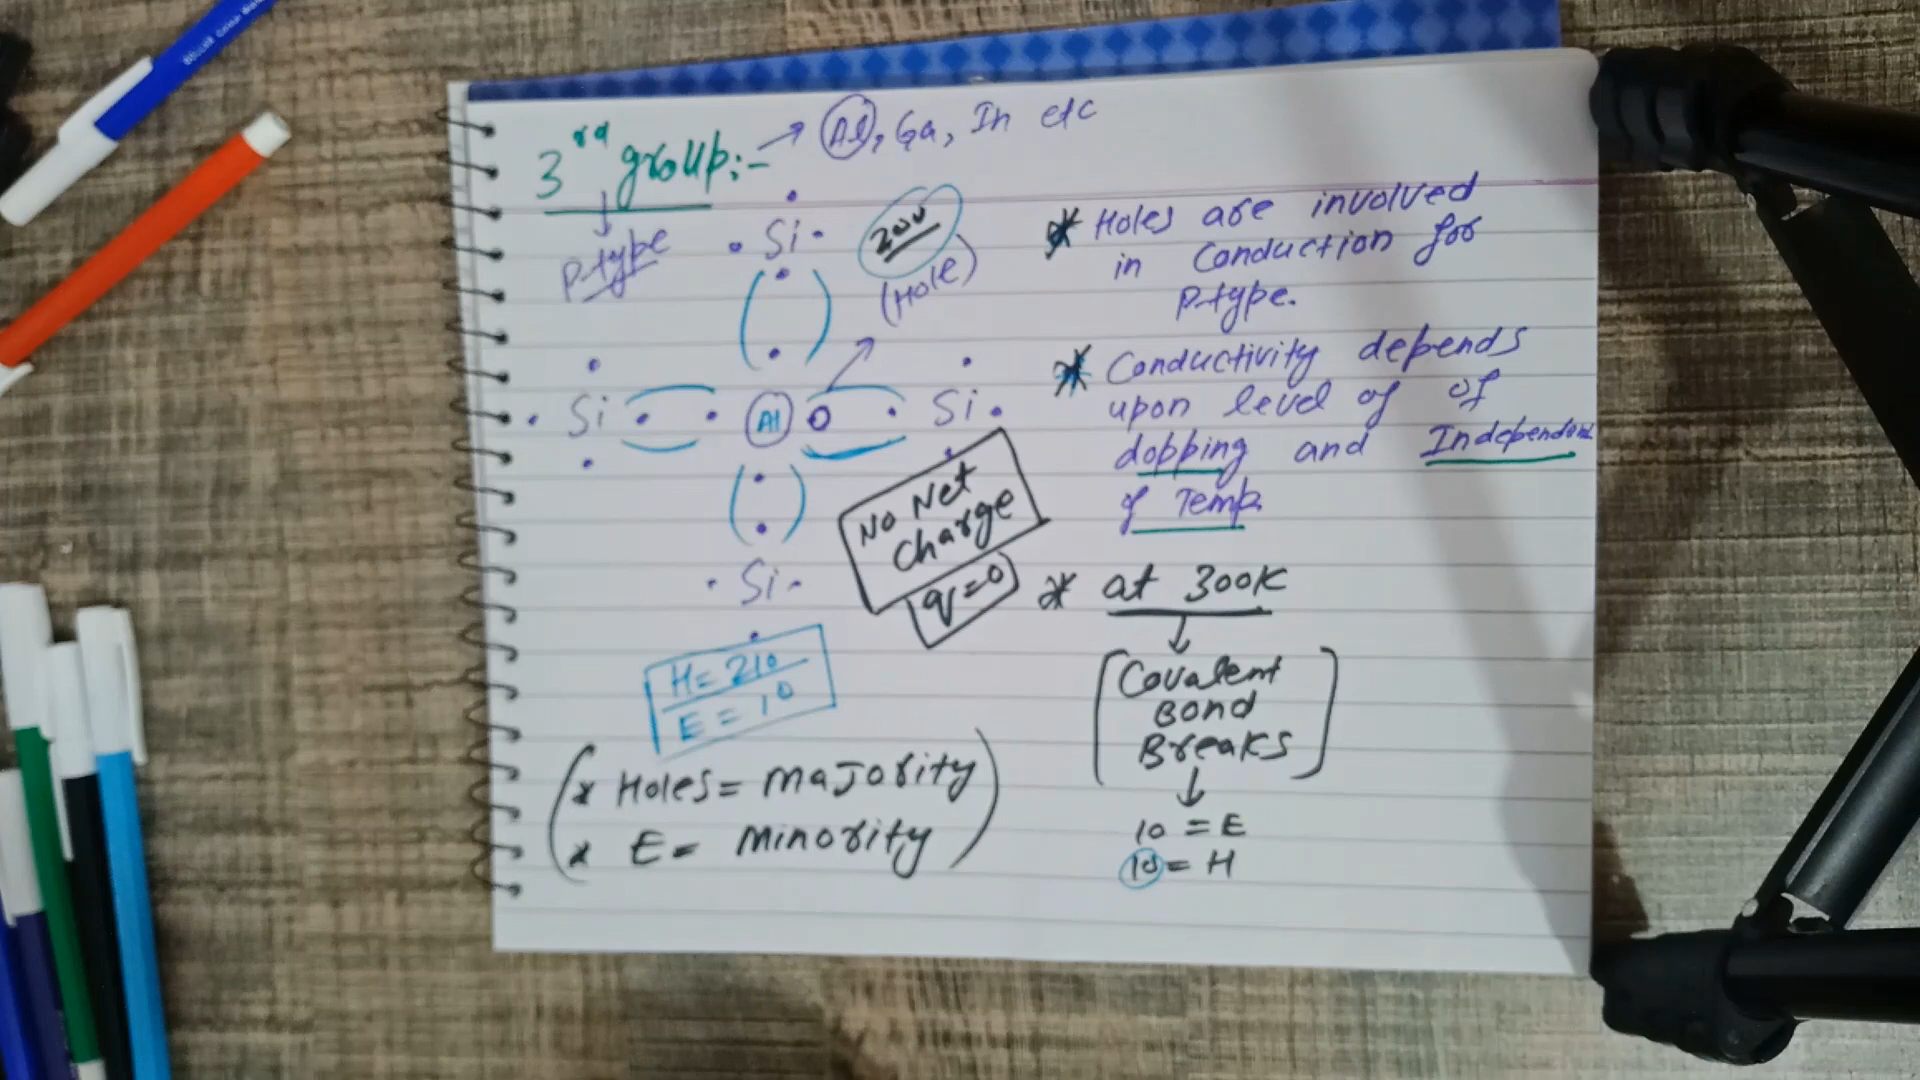 3rd group:- → Al, Ga, In etc
P-type
Si
200
(Hole)
Si
Al
Si
Si
No Net
Charge
q=0
H= 210
E = 10
* Holes= majority
* E= minority
* Holes are involved
in conduction for
P-type.
* Conductivity depends
upon level of of
dopping and Independent
of Temp.
* at 300K
Covalent
Bond
Breaks
10 = E
10 = H